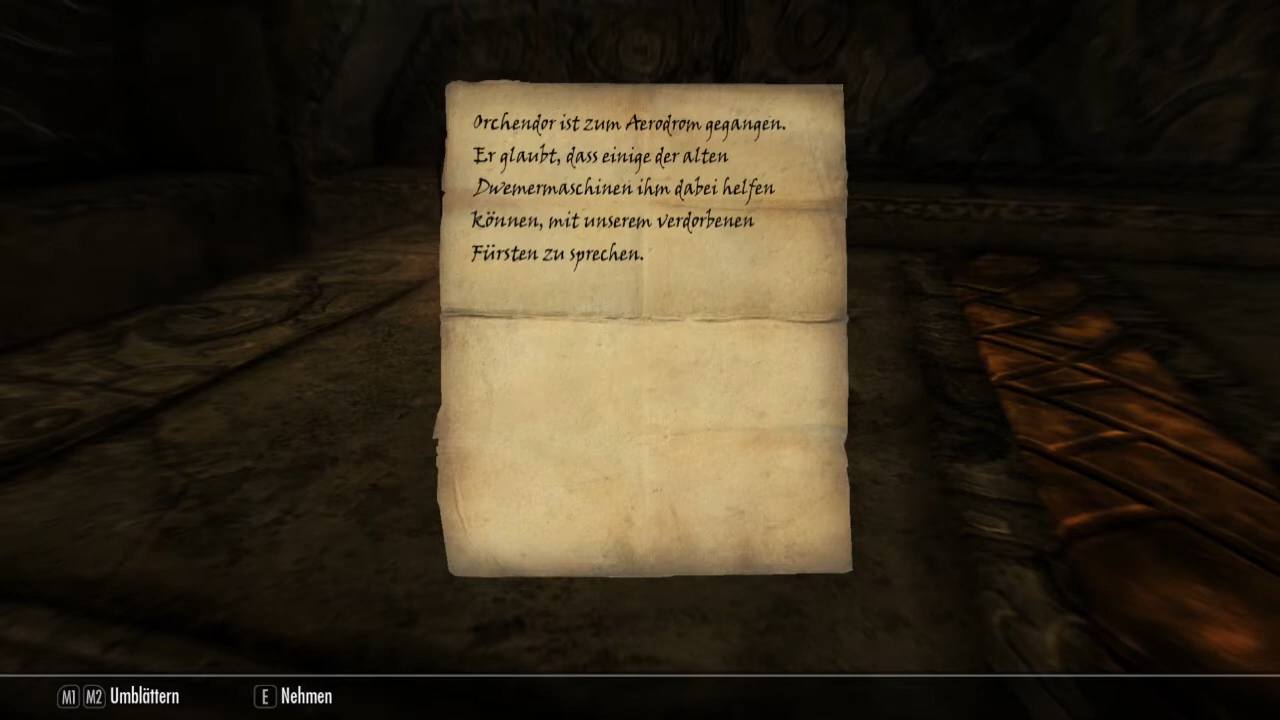 Orchendor ist zum Aerodrom gegangen.
Er glaubt, dass einige der alten
Dwemermaschinen ihm dabei helfen
können, mit unserem verdorbenen
Fürsten zu sprechen.
M1 M2 Umblättern E Nehmen